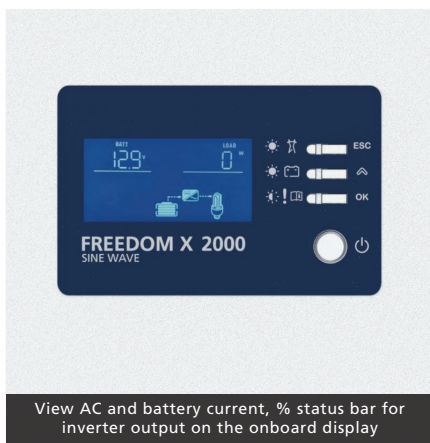 BATT LOAD
12.9 V 0 W
ESC
OK
FREEDOM X 2000
SINE WAVE
View AC and battery current, % status bar for
inverter output on the onboard display